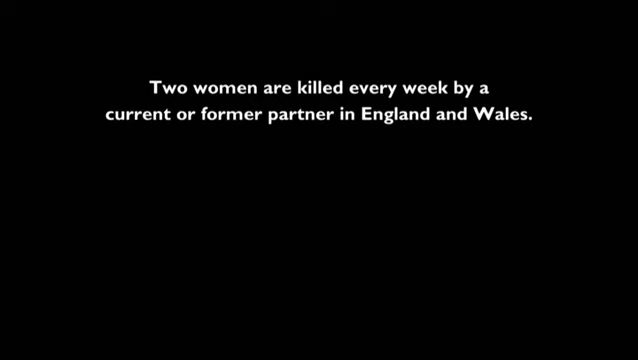 Two women are killed every week by a
current or former partner in England and Wales.